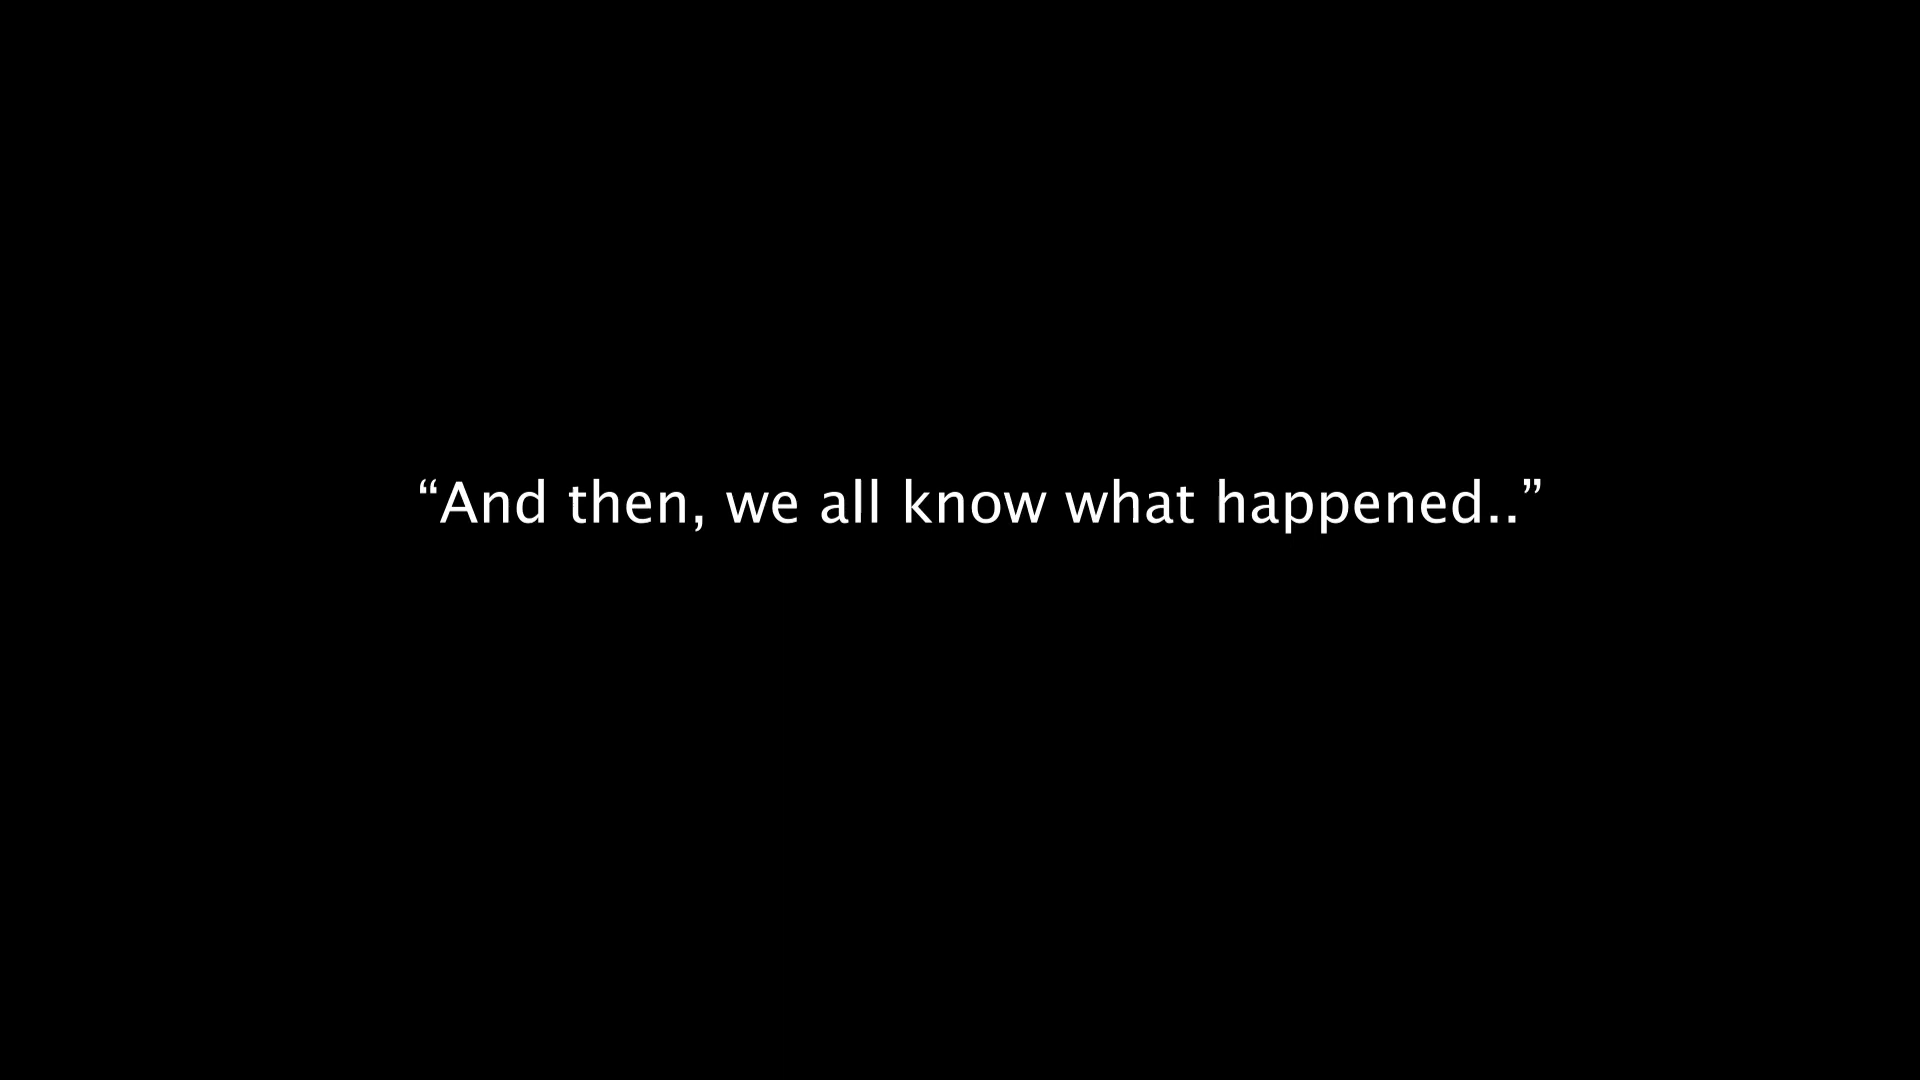 “And then, we all know what happened..”